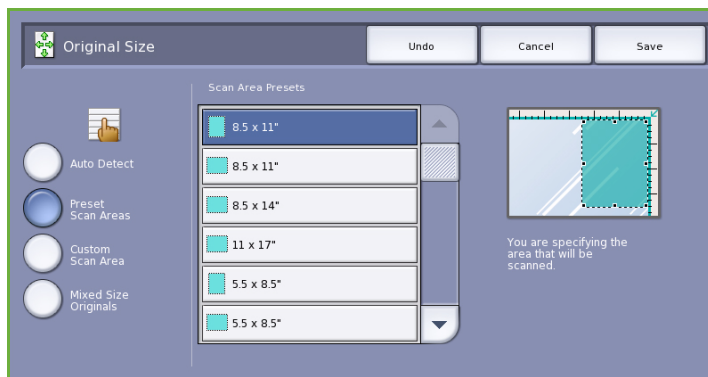 Original Size
Undo
Cancel
Save
Scan Area Presets
Auto Detect
Preset
Scan Areas
Custom
Scan Area
Mixed Size
Originals
8.5 x 11"
8.5 x 11"
8.5 x 14"
11 x 17"
5.5 x 8.5"
5.5 x 8.5"
You are specifying the
area that will be
scanned.